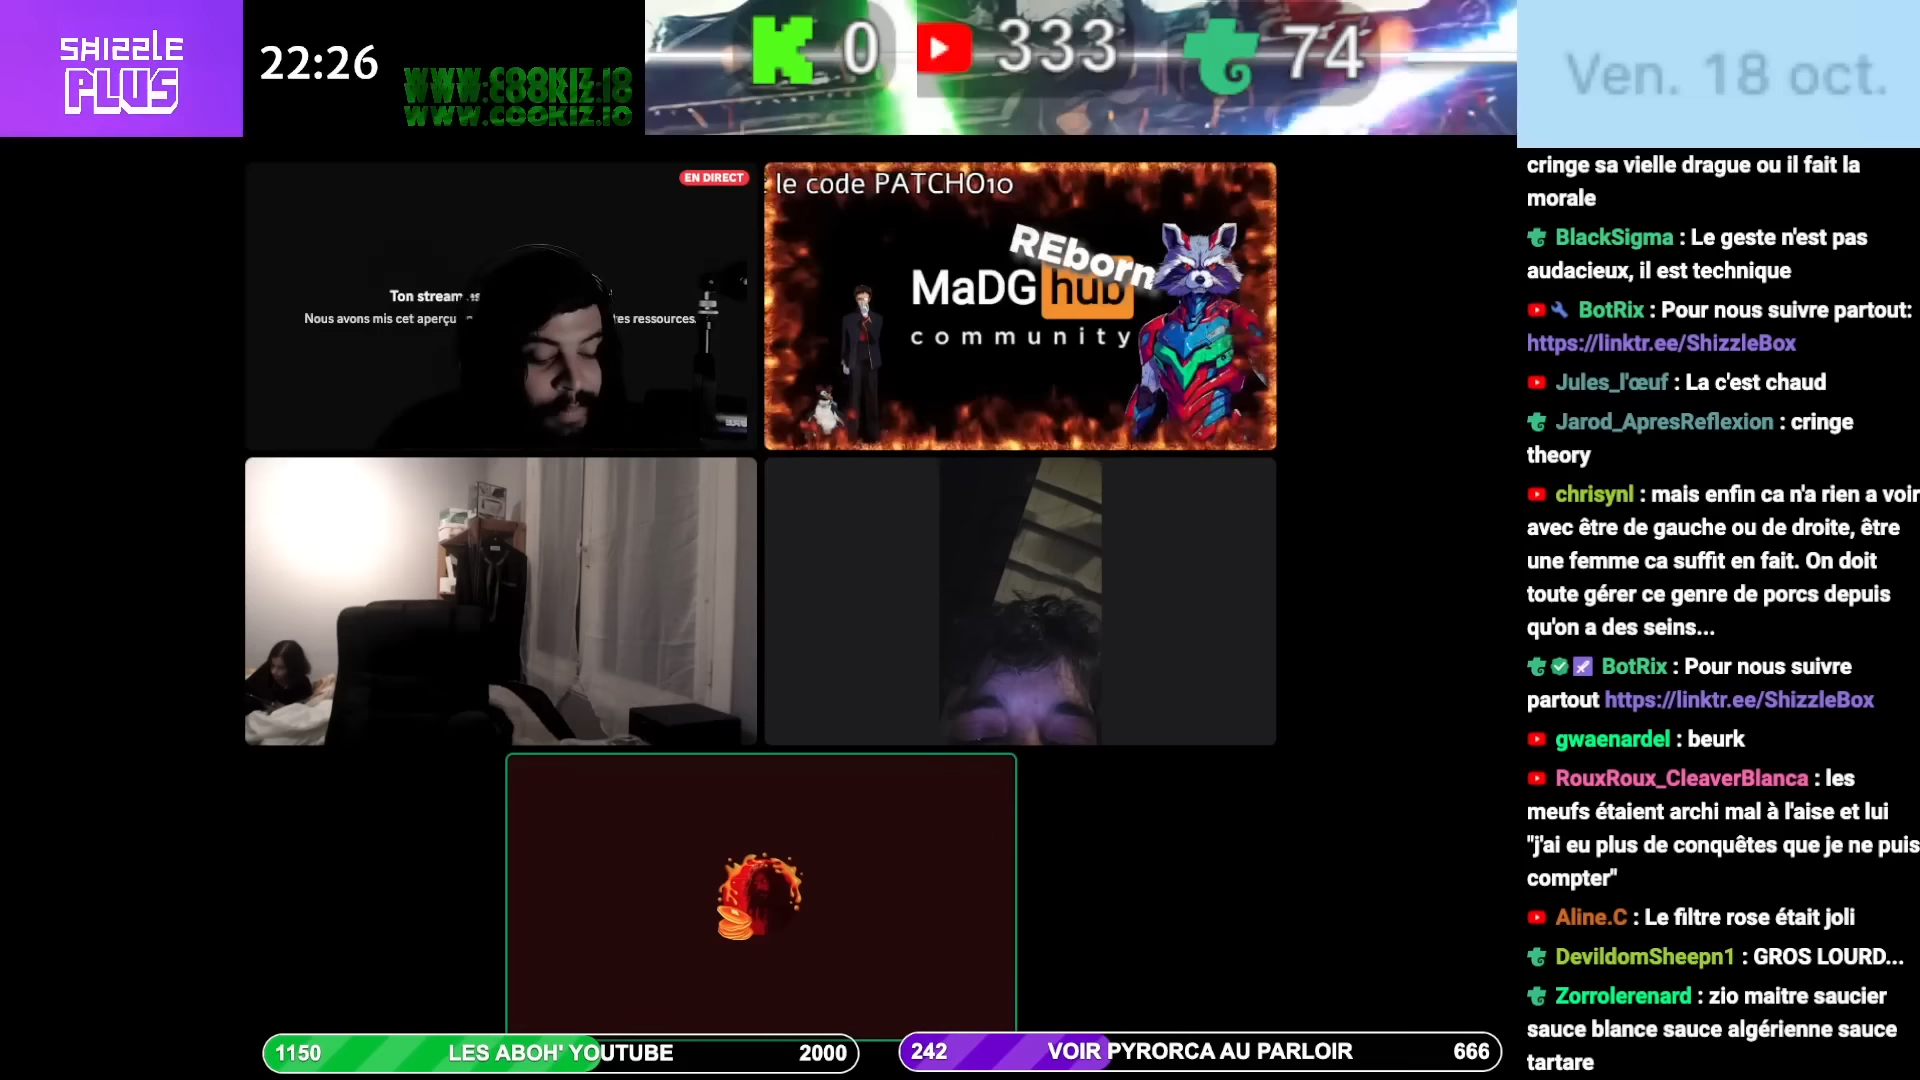 SHIZZLE
PLUS
22:26
WWW.COOKIZ.IO
WWW.COOKIZ.IO
0
333
74
Ven. 18 oct.
EN DIRECT
Ton stream
Nous avons mis cet aperçu
res ressources.
le code PATCHO10
REborn
MaDG hub
community
cringe sa vielle drague ou il fait la
morale
BlackSigma : Le geste n'est pas
audacieux, il est technique
BotRix : Pour nous suivre partout:
https://linktr.ee/ShizzleBox
Jules_l'œuf : La c'est chaud
Jarod_ApresReflexion : cringe
theory
chrisynl : mais enfin ca n'a rien a voir
avec être de gauche ou de droite, être
une femme ca suffit en fait. On doit
toute gérer ce genre de porcs depuis
qu'on a des seins...
BotRix : Pour nous suivre
partout https://linktr.ee/ShizzleBox
gwaenardel : beurk
RouxRoux_CleaverBlanca : les
meufs étaient archi mal à l'aise et lui
"j'ai eu plus de conquêtes que je ne puis
compter"
Aline.C : Le filtre rose était joli
DevildomSheepn1 : GROS LOURD...
Zorrolerenard : zio maitre saucier
sauce blance sauce algérienne sauce
tartare
1150 LES ABOH' YOUTUBE 2000
242 VOIR PYRORCA AU PARLOIR 666